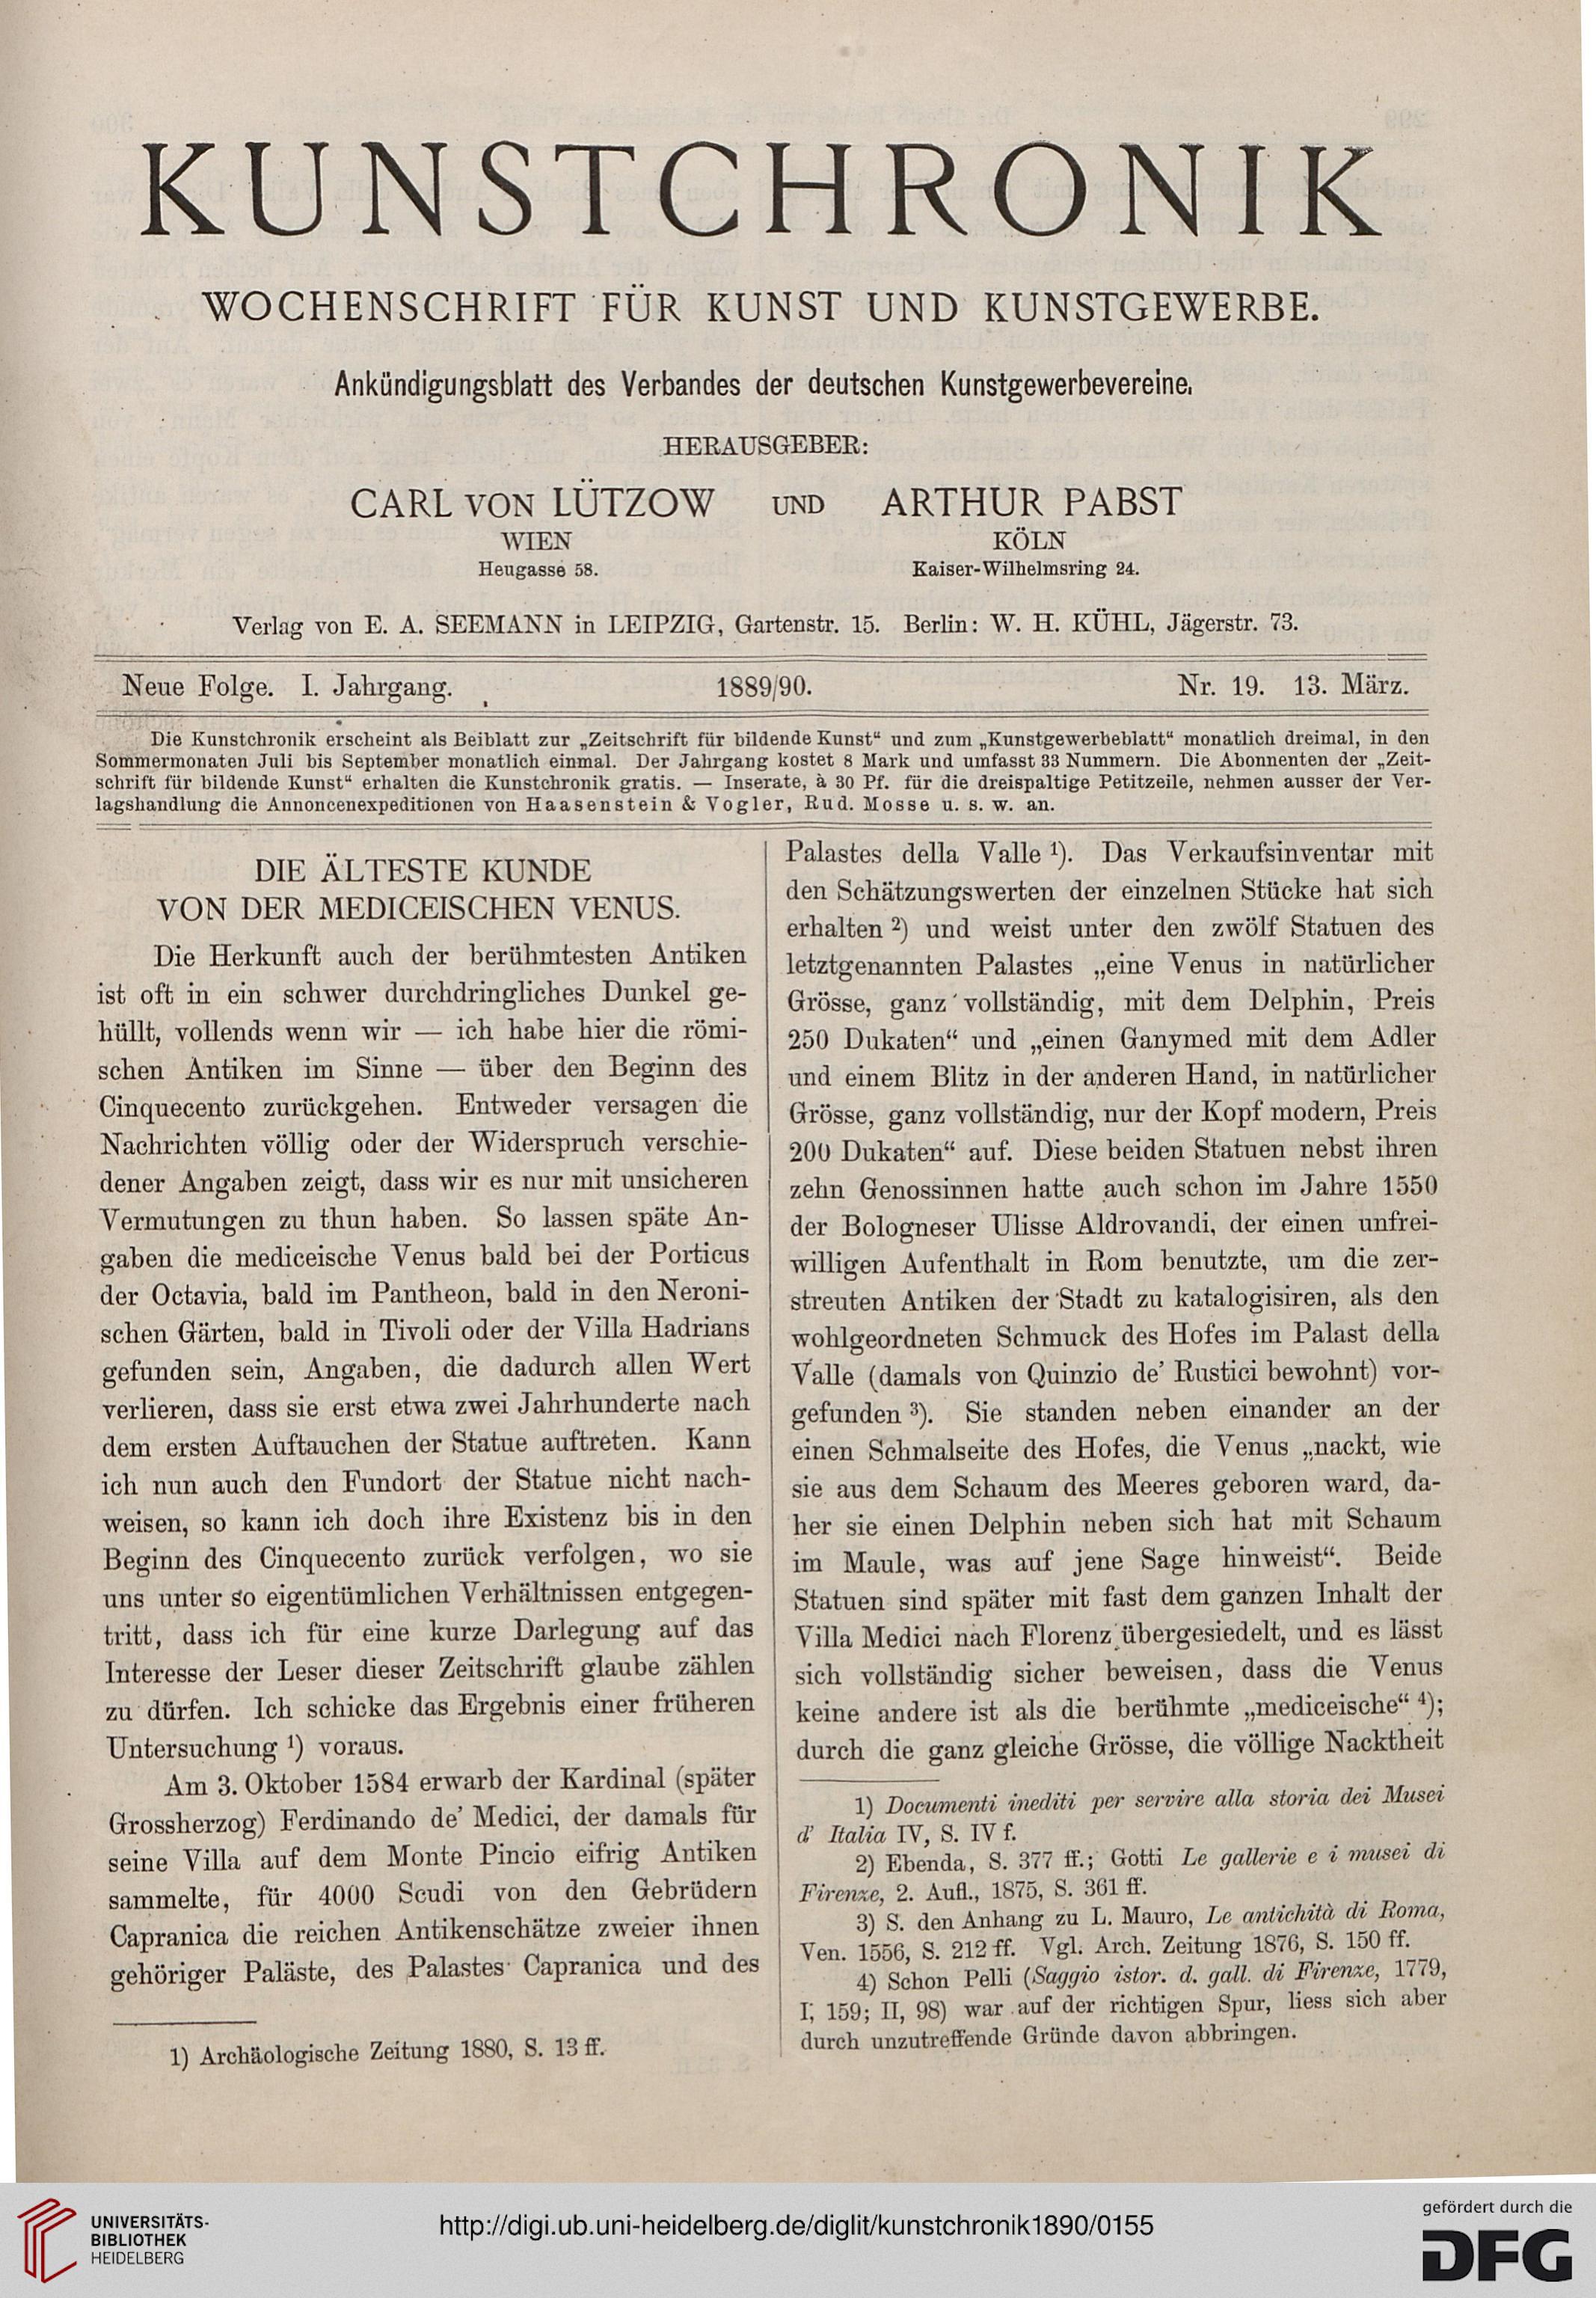 KUNSTCHRONIK
WOCHENSCHRIFT FÜR KUNST UND KUNSTGEWERBE.
Ankündigungsblatt des Verbandes der deutschen Kunstgewerbevereine.
HERAUSGEBER:
CARL VON LÜTZOW UND ARTHUR PABST
WIEN KÖLN
Heugasse 58. Kaiser-Wilhelmsring 24.
Verlag von E. A. SEEMANN in LEIPZIG, Gartenstr. 15. Berlin: W. H. KÜHL, Jägerstr. 73.
Neue Folge. I. Jahrgang. 1889/90. Nr. 19. 13. März.
Die Kunstchronik erscheint als Beiblatt zur „Zeitschrift für bildende Kunst“ und zum „Kunstgewerbeblatt“ monatlich dreimal, in den
Sommermonaten Juli bis September monatlich einmal. Der Jahrgang kostet 8 Mark und umfasst 33 Nummern. Die Abonnenten der „Zeit-
schrift für bildende Kunst“ erhalten die Kunstchronik gratis. — Inserate, à 30 Pf. für die dreispaltige Petitzeile, nehmen ausser der Ver-
lagshandlung die Annoncenexpeditionen von Haasenstein & Vogler, Rud. Mosse u. s. w. an.
DIE ÄLTESTE KUNDE
VON DER MEDICEISCHEN VENUS.
Die Herkunft auch der berühmtesten Antiken
ist oft in ein schwer durchdringliches Dunkel ge-
hüllt, vollends wenn wir — ich habe hier die römi-
schen Antiken im Sinne — über den Beginn des
Cinquecento zurückgehen. Entweder versagen die
Nachrichten völlig oder der Widerspruch verschie-
dener Angaben zeigt, dass wir es nur mit unsicheren
Vermutungen zu thun haben. So lassen späte An-
gaben die mediceische Venus bald bei der Porticus
der Octavia, bald im Pantheon, bald in den Neroni-
schen Gärten, bald in Tivoli oder der Villa Hadrians
gefunden sein, Angaben, die dadurch allen Wert
verlieren, dass sie erst etwa zwei Jahrhunderte nach
dem ersten Auftauchen der Statue auftreten. Kann
ich nun auch den Fundort der Statue nicht nach-
weisen, so kann ich doch ihre Existenz bis in den
Beginn des Cinquecento zurück verfolgen, wo sie
uns unter so eigentümlichen Verhältnissen entgegen-
tritt, dass ich für eine kurze Darlegung auf das
Interesse der Leser dieser Zeitschrift glaube zählen
zu dürfen. Ich schicke das Ergebnis einer früheren
Untersuchung ¹) voraus.
Am 3. Oktober 1584 erwarb der Kardinal (später
Grossherzog) Ferdinando de' Medici, der damals für
seine Villa auf dem Monte Pincio eifrig Antiken
sammelte, für 4000 Scudi von den Gebrüdern
Capranica die reichen Antikenschätze zweier ihnen
gehöriger Paläste, des Palastes Capranica und des
1) Archäologische Zeitung 1880, S. 13 ff.
Palastes della Valle ¹). Das Verkaufsinventar mit
den Schätzungswerten der einzelnen Stücke hat sich
erhalten ²) und weist unter den zwölf Statuen des
letztgenannten Palastes „eine Venus in natürlicher
Grösse, ganz vollständig, mit dem Delphin, Preis
250 Dukaten“ und „einen Ganymed mit dem Adler
und einem Blitz in der anderen Hand, in natürlicher
Grösse, ganz vollständig, nur der Kopf modern, Preis
200 Dukaten“ auf. Diese beiden Statuen nebst ihren
zehn Genossinnen hatte auch schon im Jahre 1550
der Bologneser Ulisse Aldrovandi, der einen unfrei-
willigen Aufenthalt in Rom benutzte, um die zer-
streuten Antiken der Stadt zu katalogisiren, als den
wohlgeordneten Schmuck des Hofes im Palast della
Valle (damals von Quinzio de' Rustici bewohnt) vor-
gefunden ³). Sie standen neben einander an der
einen Schmalseite des Hofes, die Venus „nackt, wie
sie aus dem Schaum des Meeres geboren ward, da-
her sie einen Delphin neben sich hat mit Schaum
im Maule, was auf jene Sage hinweist“. Beide
Statuen sind später mit fast dem ganzen Inhalt der
Villa Medici nach Florenz übergesiedelt, und es lässt
sich vollständig sicher beweisen, dass die Venus
keine andere ist als die berühmte „mediceische“ ⁴);
durch die ganz gleiche Grösse, die völlige Nacktheit
1) Documenti inediti per servire alla storia dei Musei
d' Italia IV, S. IV f.
2) Ebenda, S. 377 ff.; Gotti Le gallerie e i musei di
Firenze, 2. Aufl., 1875, S. 361 ff.
3) S. den Anhang zu L. Mauro, Le antichità di Roma,
Ven. 1556, S. 212 ff. Vgl. Arch. Zeitung 1876, S. 150 ff.
4) Schon Pelli (Saggio istor. d. gall. di Firenze, 1779,
I, 159; II, 98) war auf der richtigen Spur, liess sich aber
durch unzutreffende Gründe davon abbringen.
UNIVERSITÄTS-
BIBLIOTHEK
HEIDELBERG
http://digi.ub.uni-heidelberg.de/diglit/kunstchronik1890/0155
gefördert durch die
DFG